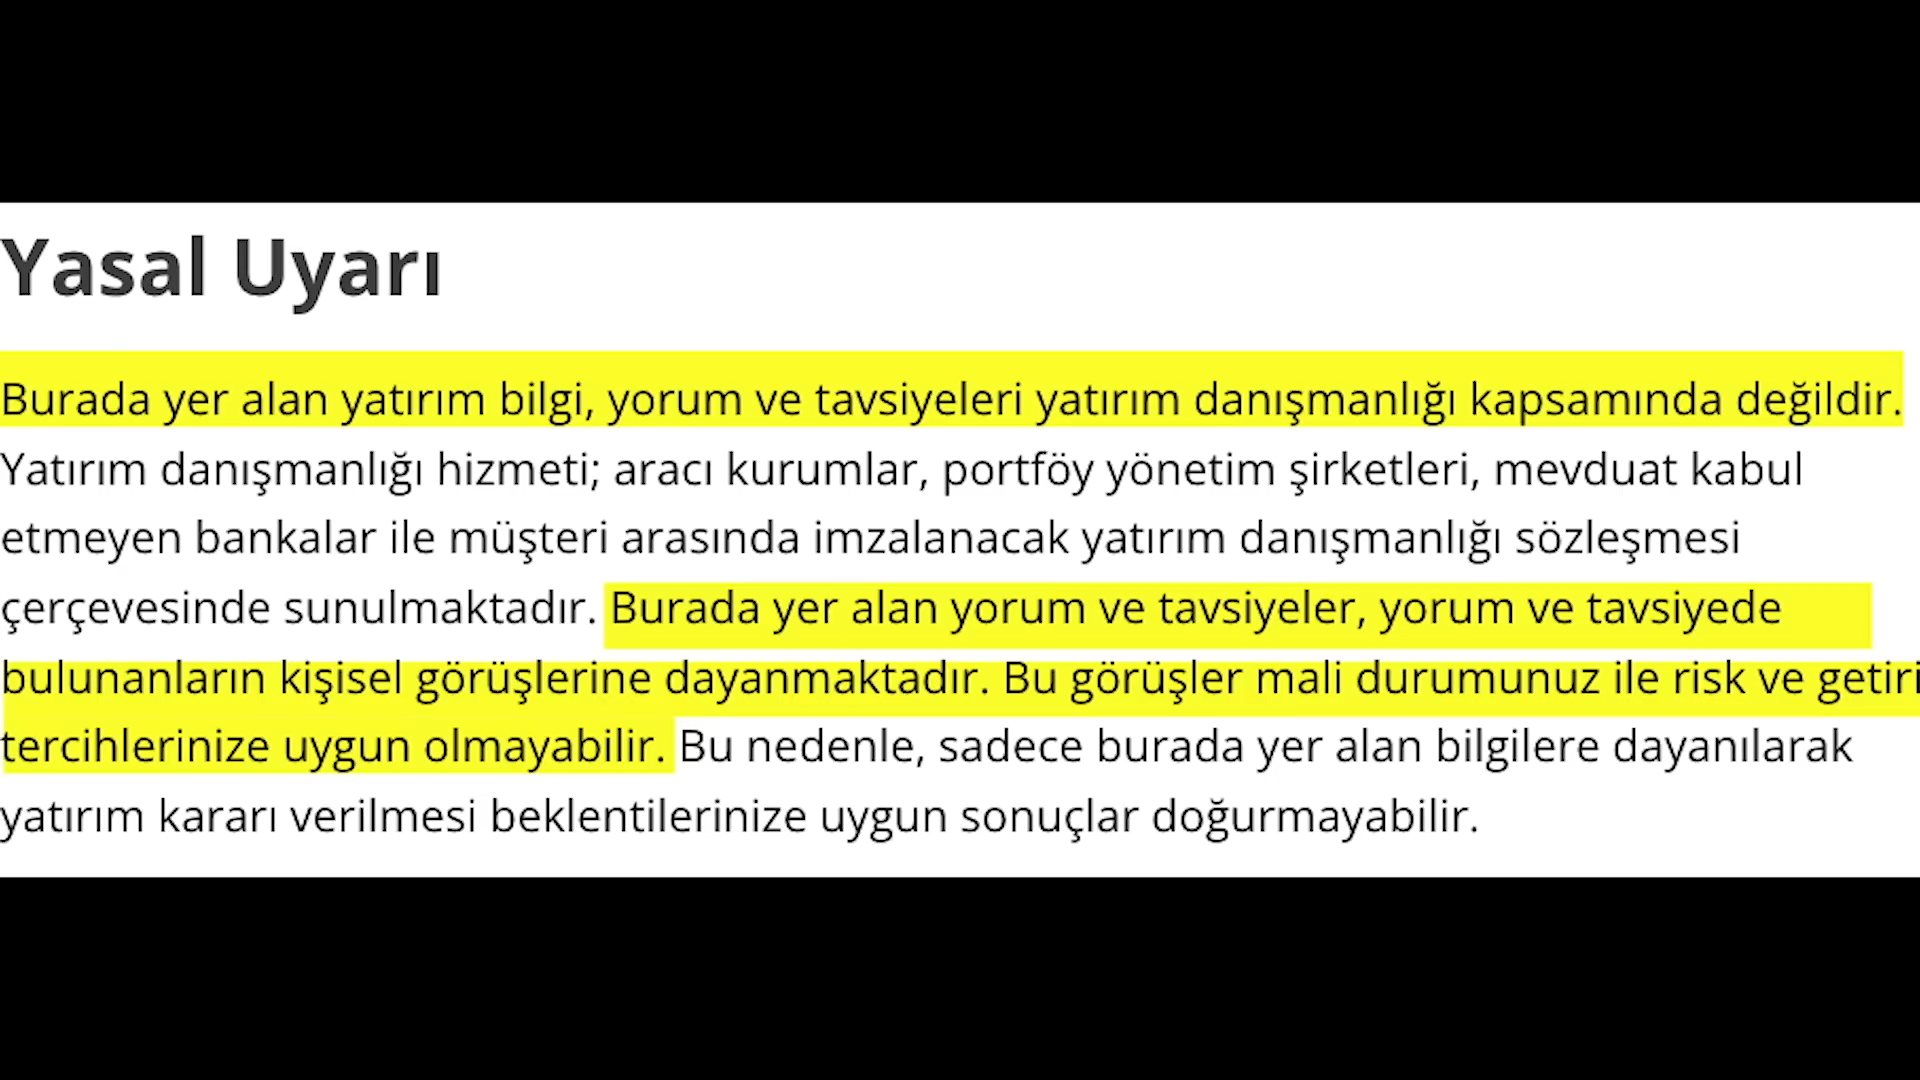 Yasal Uyarı
Burada yer alan yatırım bilgi, yorum ve tavsiyeleri yatırım danışmanlığı kapsamında değildir.
Yatırım danışmanlığı hizmeti; aracı kurumlar, portföy yönetim şirketleri, mevduat kabul
etmeyen bankalar ile müşteri arasında imzalanacak yatırım danışmanlığı sözleşmesi
çerçevesinde sunulmaktadır. Burada yer alan yorum ve tavsiyeler, yorum ve tavsiyede
bulunanların kişisel görüşlerine dayanmaktadır. Bu görüşler mali durumunuz ile risk ve getiri
tercihlerinize uygun olmayabilir. Bu nedenle, sadece burada yer alan bilgilere dayanılarak
yatırım kararı verilmesi beklentilerinize uygun sonuçlar doğurmayabilir.